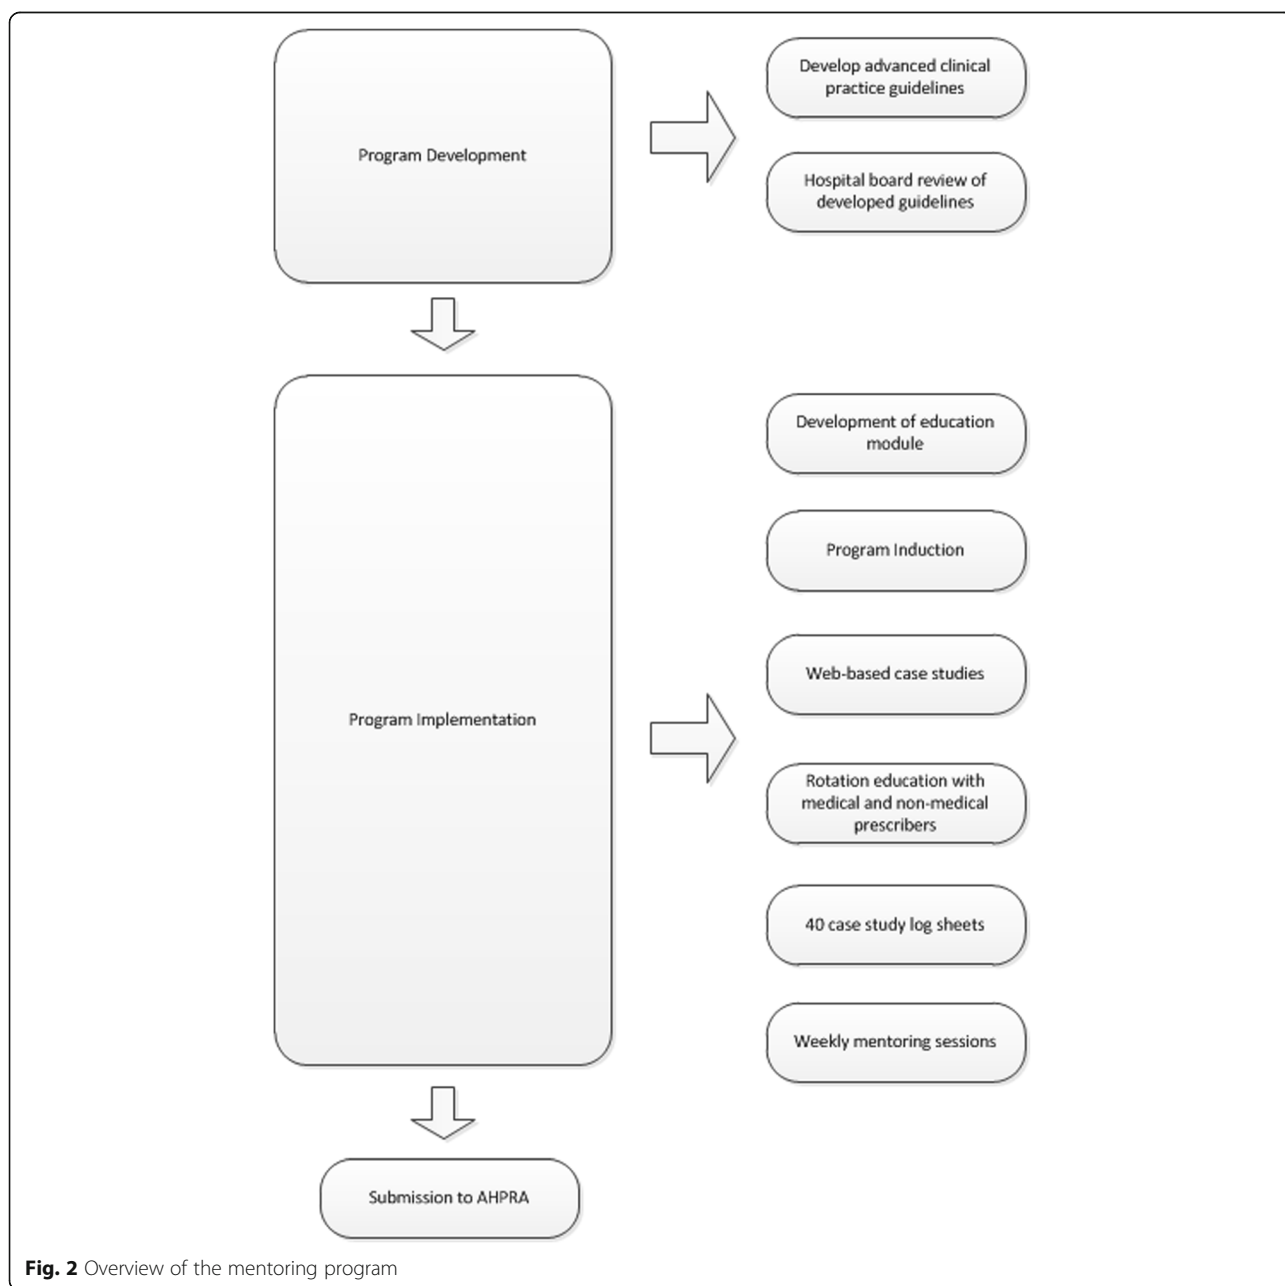 Program Development
Develop advanced clinical
practice guidelines
Hospital board review of
developed guidelines
Program Implementation
Development of education
module
Program Induction
Web-based case studies
Rotation education with
medical and non-medical
prescribers
40 case study log sheets
Weekly mentoring sessions
Submission to AHPRA
Fig. 2 Overview of the mentoring program